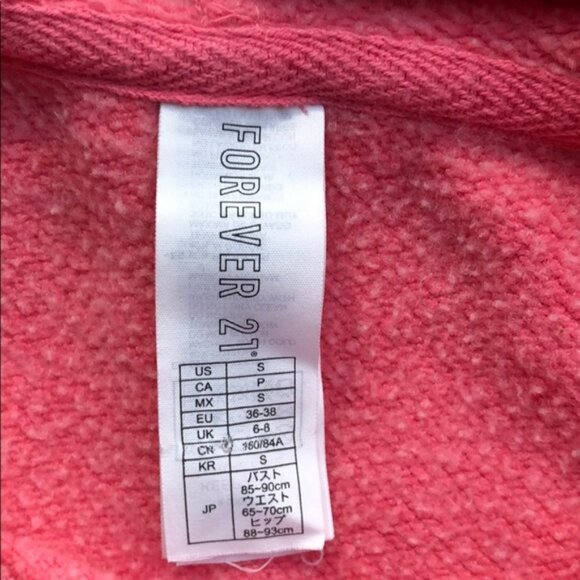 FOREVER 21®
US S
CA P
MX S
EU 36-38
UK 6-8
CN 160/84A
KR S
JP バスト
85~90cm
ウエスト
65~70cm
ヒップ
88~93cm